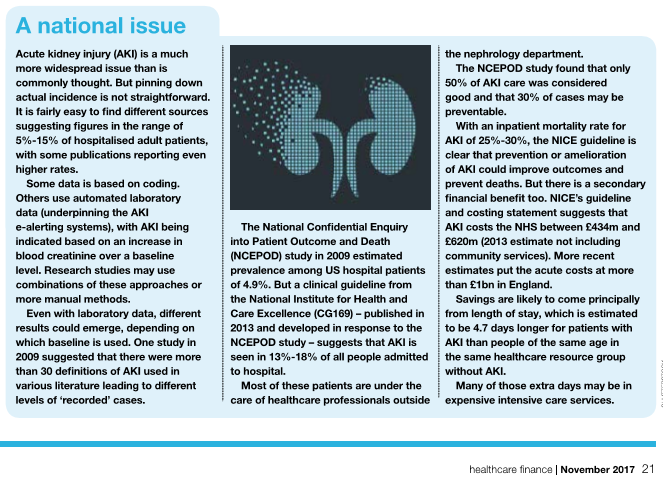 A national issue
Acute kidney injury (AKI) is a much
more widespread issue than is
commonly thought. But pinning down
actual incidence is not straightforward.
It is fairly easy to find different sources
suggesting figures in the range of
5%-15% of hospitalised adult patients,
with some publications reporting even
higher rates.
Some data is based on coding.
Others use automated laboratory
data (underpinning the AKI
e-alerting systems), with AKI being
indicated based on an increase in
blood creatinine over a baseline
level. Research studies may use
combinations of these approaches or
more manual methods.
Even with laboratory data, different
results could emerge, depending on
which baseline is used. One study in
2009 suggested that there were more
than 30 definitions of AKI used in
various literature leading to different
levels of ‘recorded’ cases.
The National Confidential Enquiry
into Patient Outcome and Death
(NCEPOD) study in 2009 estimated
prevalence among US hospital patients
of 4.9%. But a clinical guideline from
the National Institute for Health and
Care Excellence (CG169) – published in
2013 and developed in response to the
NCEPOD study – suggests that AKI is
seen in 13%-18% of all people admitted
to hospital.
Most of these patients are under the
care of healthcare professionals outside
the nephrology department.
The NCEPOD study found that only
50% of AKI care was considered
good and that 30% of cases may be
preventable.
With an inpatient mortality rate for
AKI of 25%-30%, the NICE guideline is
clear that prevention or amelioration
of AKI could improve outcomes and
prevent deaths. But there is a secondary
financial benefit too. NICE’s guideline
and costing statement suggests that
AKI costs the NHS between £434m and
£620m (2013 estimate not including
community services). More recent
estimates put the acute costs at more
than £1bn in England.
Savings are likely to come principally
from length of stay, which is estimated
to be 4.7 days longer for patients with
AKI than people of the same age in
the same healthcare resource group
without AKI.
Many of those extra days may be in
expensive intensive care services.
healthcare finance | November 2017 21